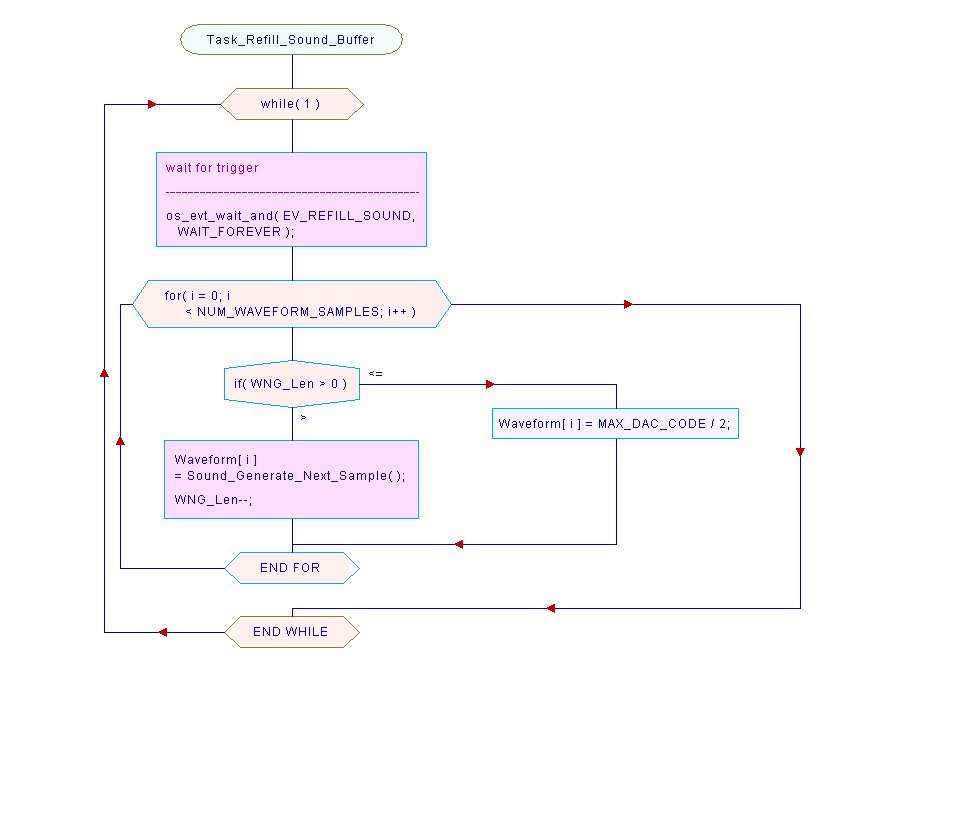 Task_Refill_Sound_Buffer
while( 1 )
wait for trigger
os_evt_wait_and( EV_REFILL_SOUND,
WAIT_FOREVER );
for( i = 0; i
< NUM_WAVEFORM_SAMPLES; i++ )
if( WNG_Len > 0 )
<=
>
Waveform[ i ] = MAX_DAC_CODE / 2;
Waveform[ i ]
= Sound_Generate_Next_Sample( );
WNG_Len--;
END FOR
END WHILE